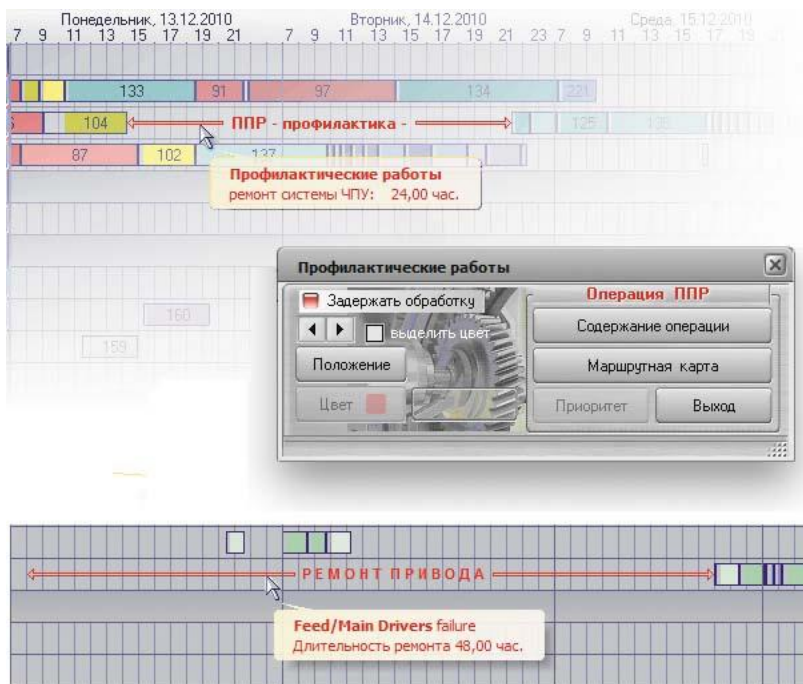 Понедельник, 13.12.2010 Вторник, 14.12.2010 Среда, 15.12.2010
7 9 11 13 15 17 19 21 7 9 11 13 15 17 19 21 23 7 9 11 13 15 17 19
133 91 97 134 221
104 ППР - профилактика - 125
87 102 137
Профилактические работы
ремонт системы ЧПУ: 24,00 час.
160
159
Профилактические работы
Задержать обработку
выделить цвет
Положение
Цвет
Операция ППР
Содержание операции
Маршрутная карта
Приоритет Выход
РЕМОНТ ПРИВОДА
Feed/Main Drivers failure
Длительность ремонта 48,00 час.